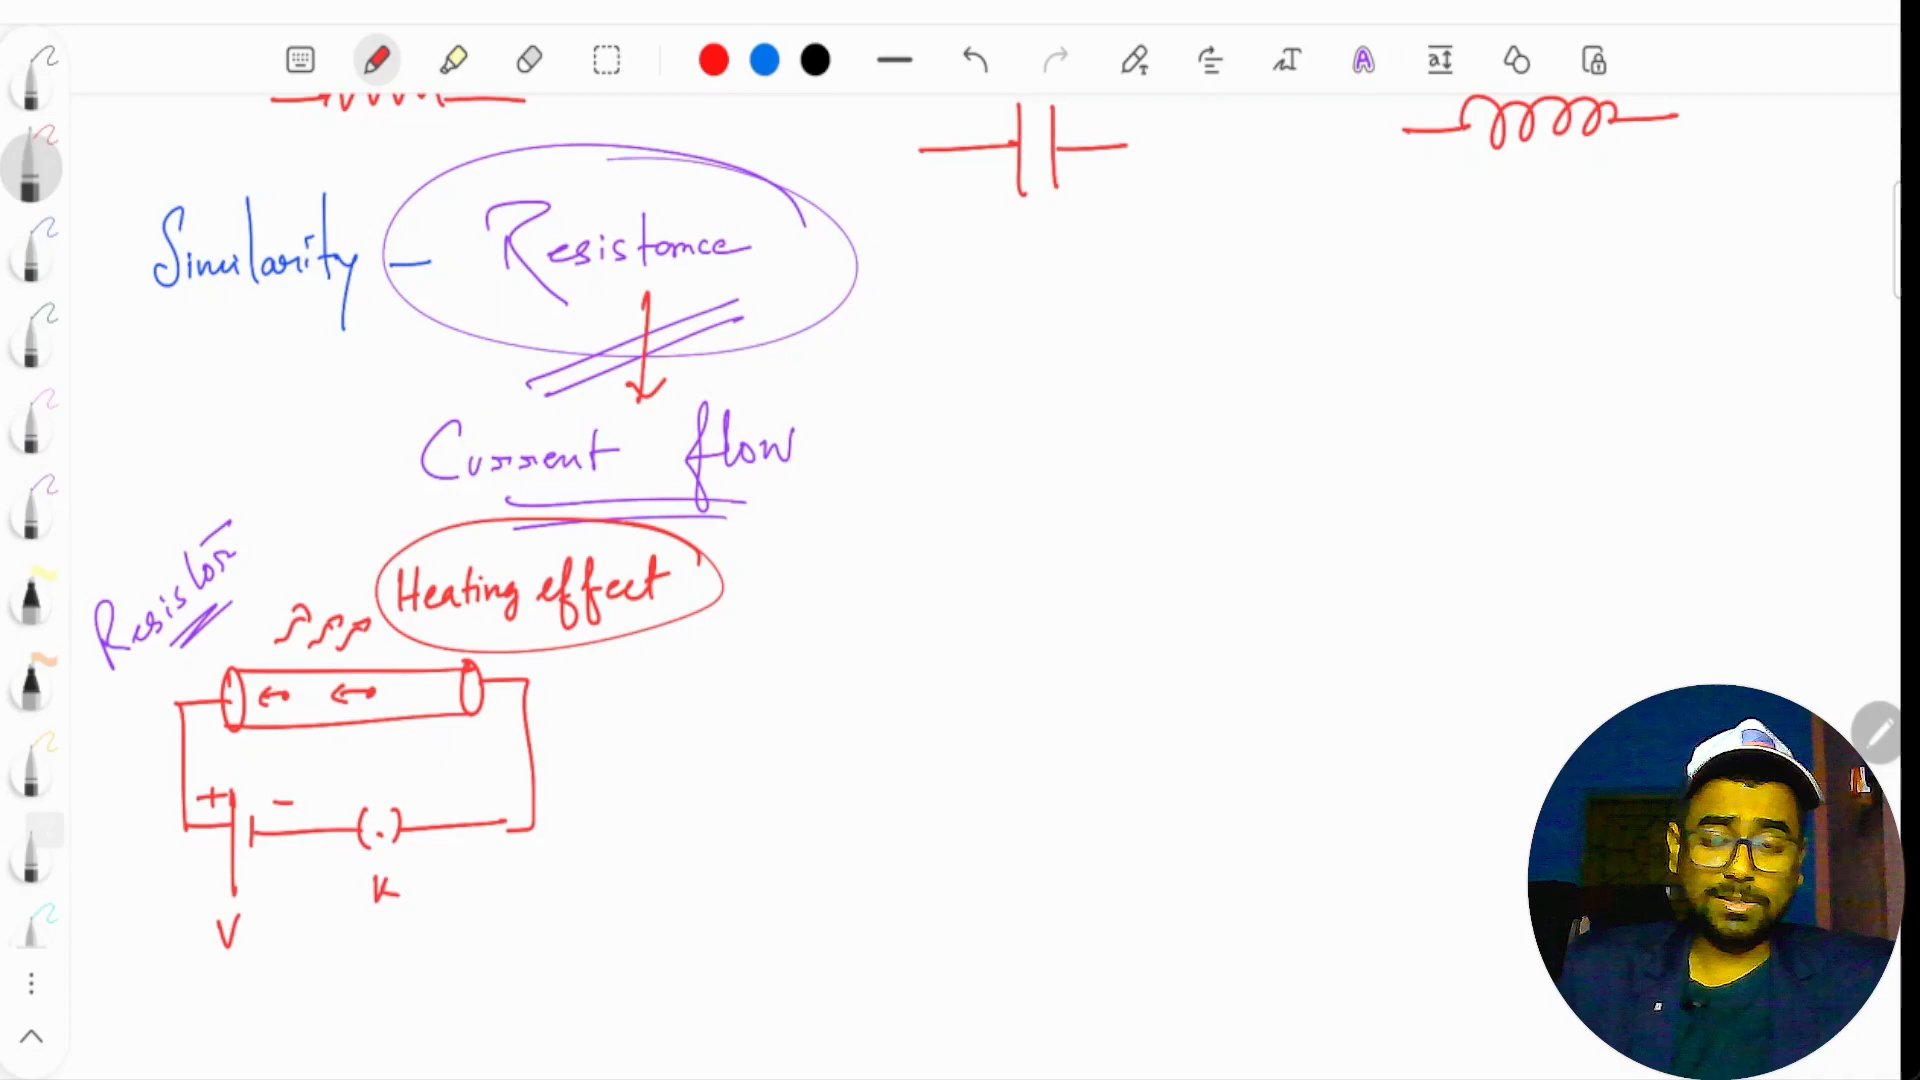 Similarity - Resistance
Current flow
Resistor
Heating effect
+ -
K
V